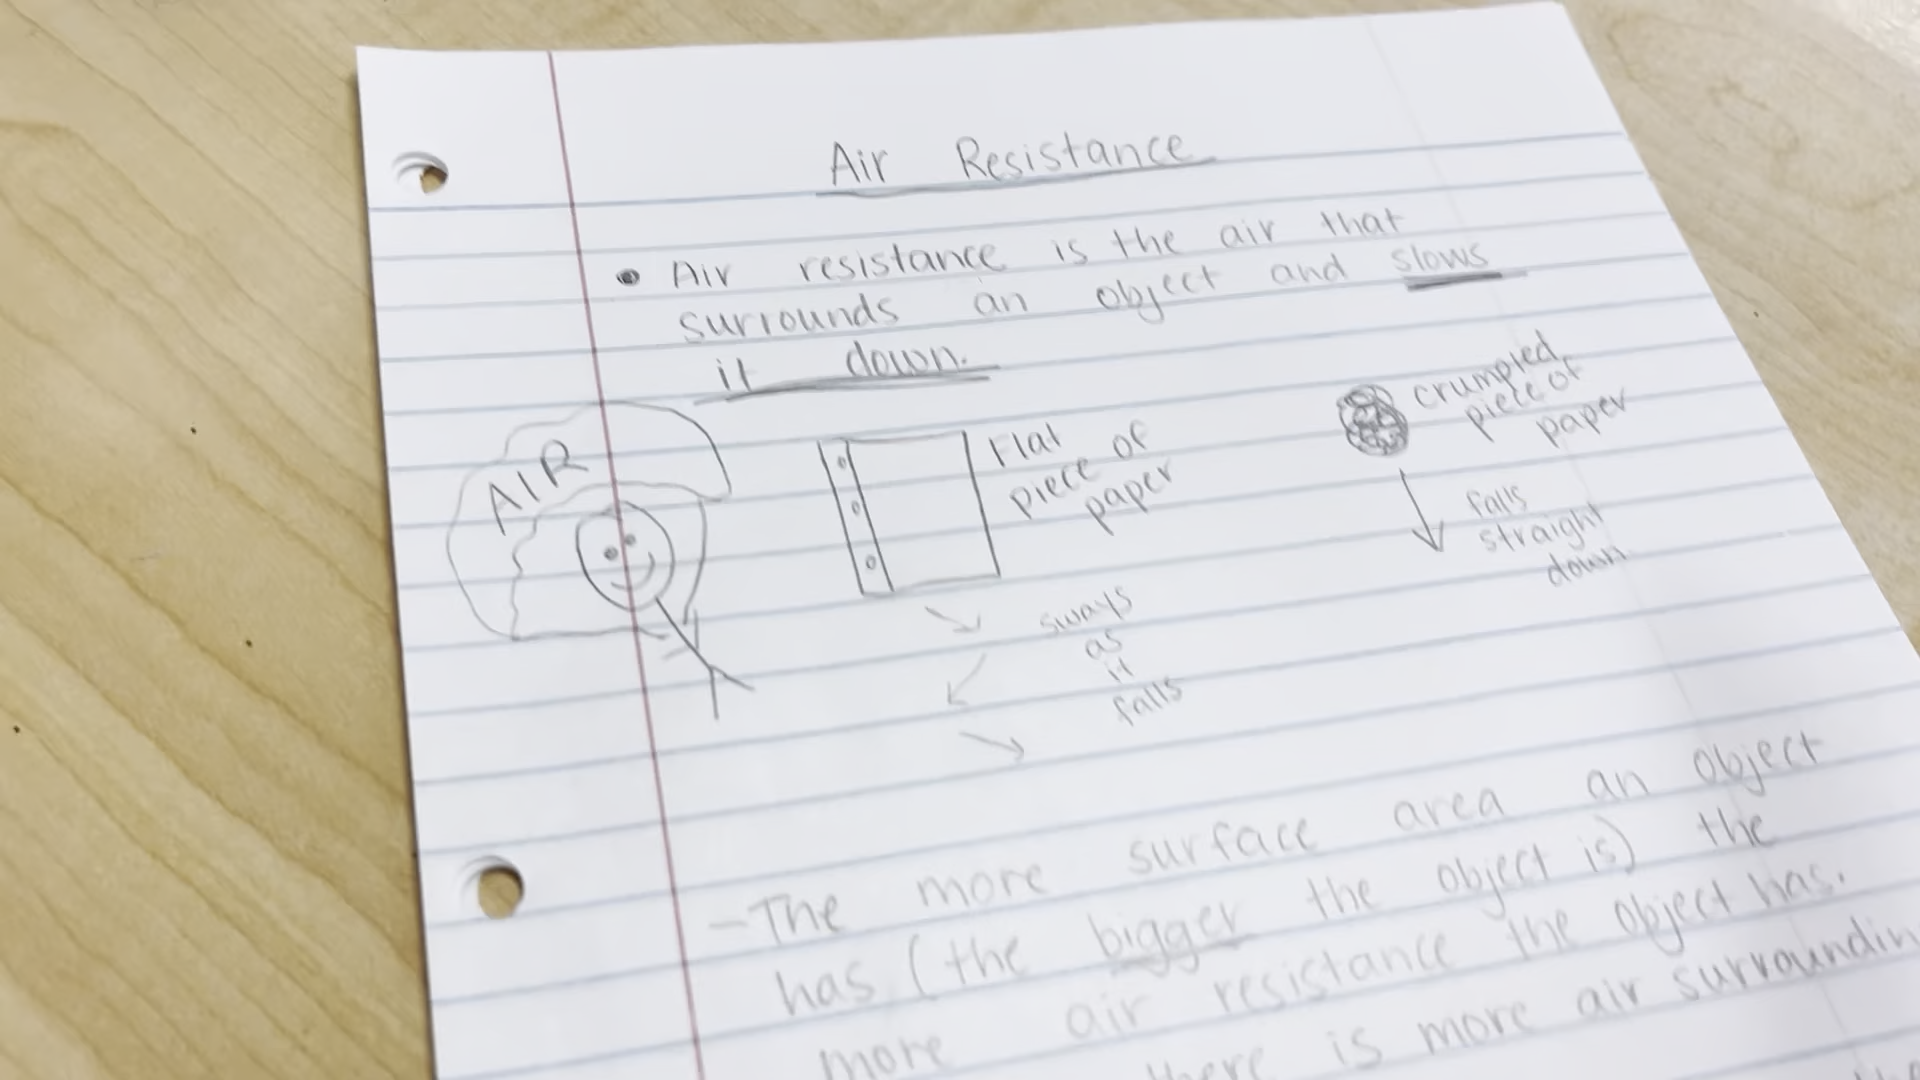 Air Resistance
• Air resistance is the air that
surrounds an object and slows
it down.
AIR
Flat
piece of
paper
sways
as
it
falls
crumpled
piece of
paper
falls
straight
down
-The more surface area an object
has (the bigger the object is) the
more air resistance the object has.
there is more air surroundin